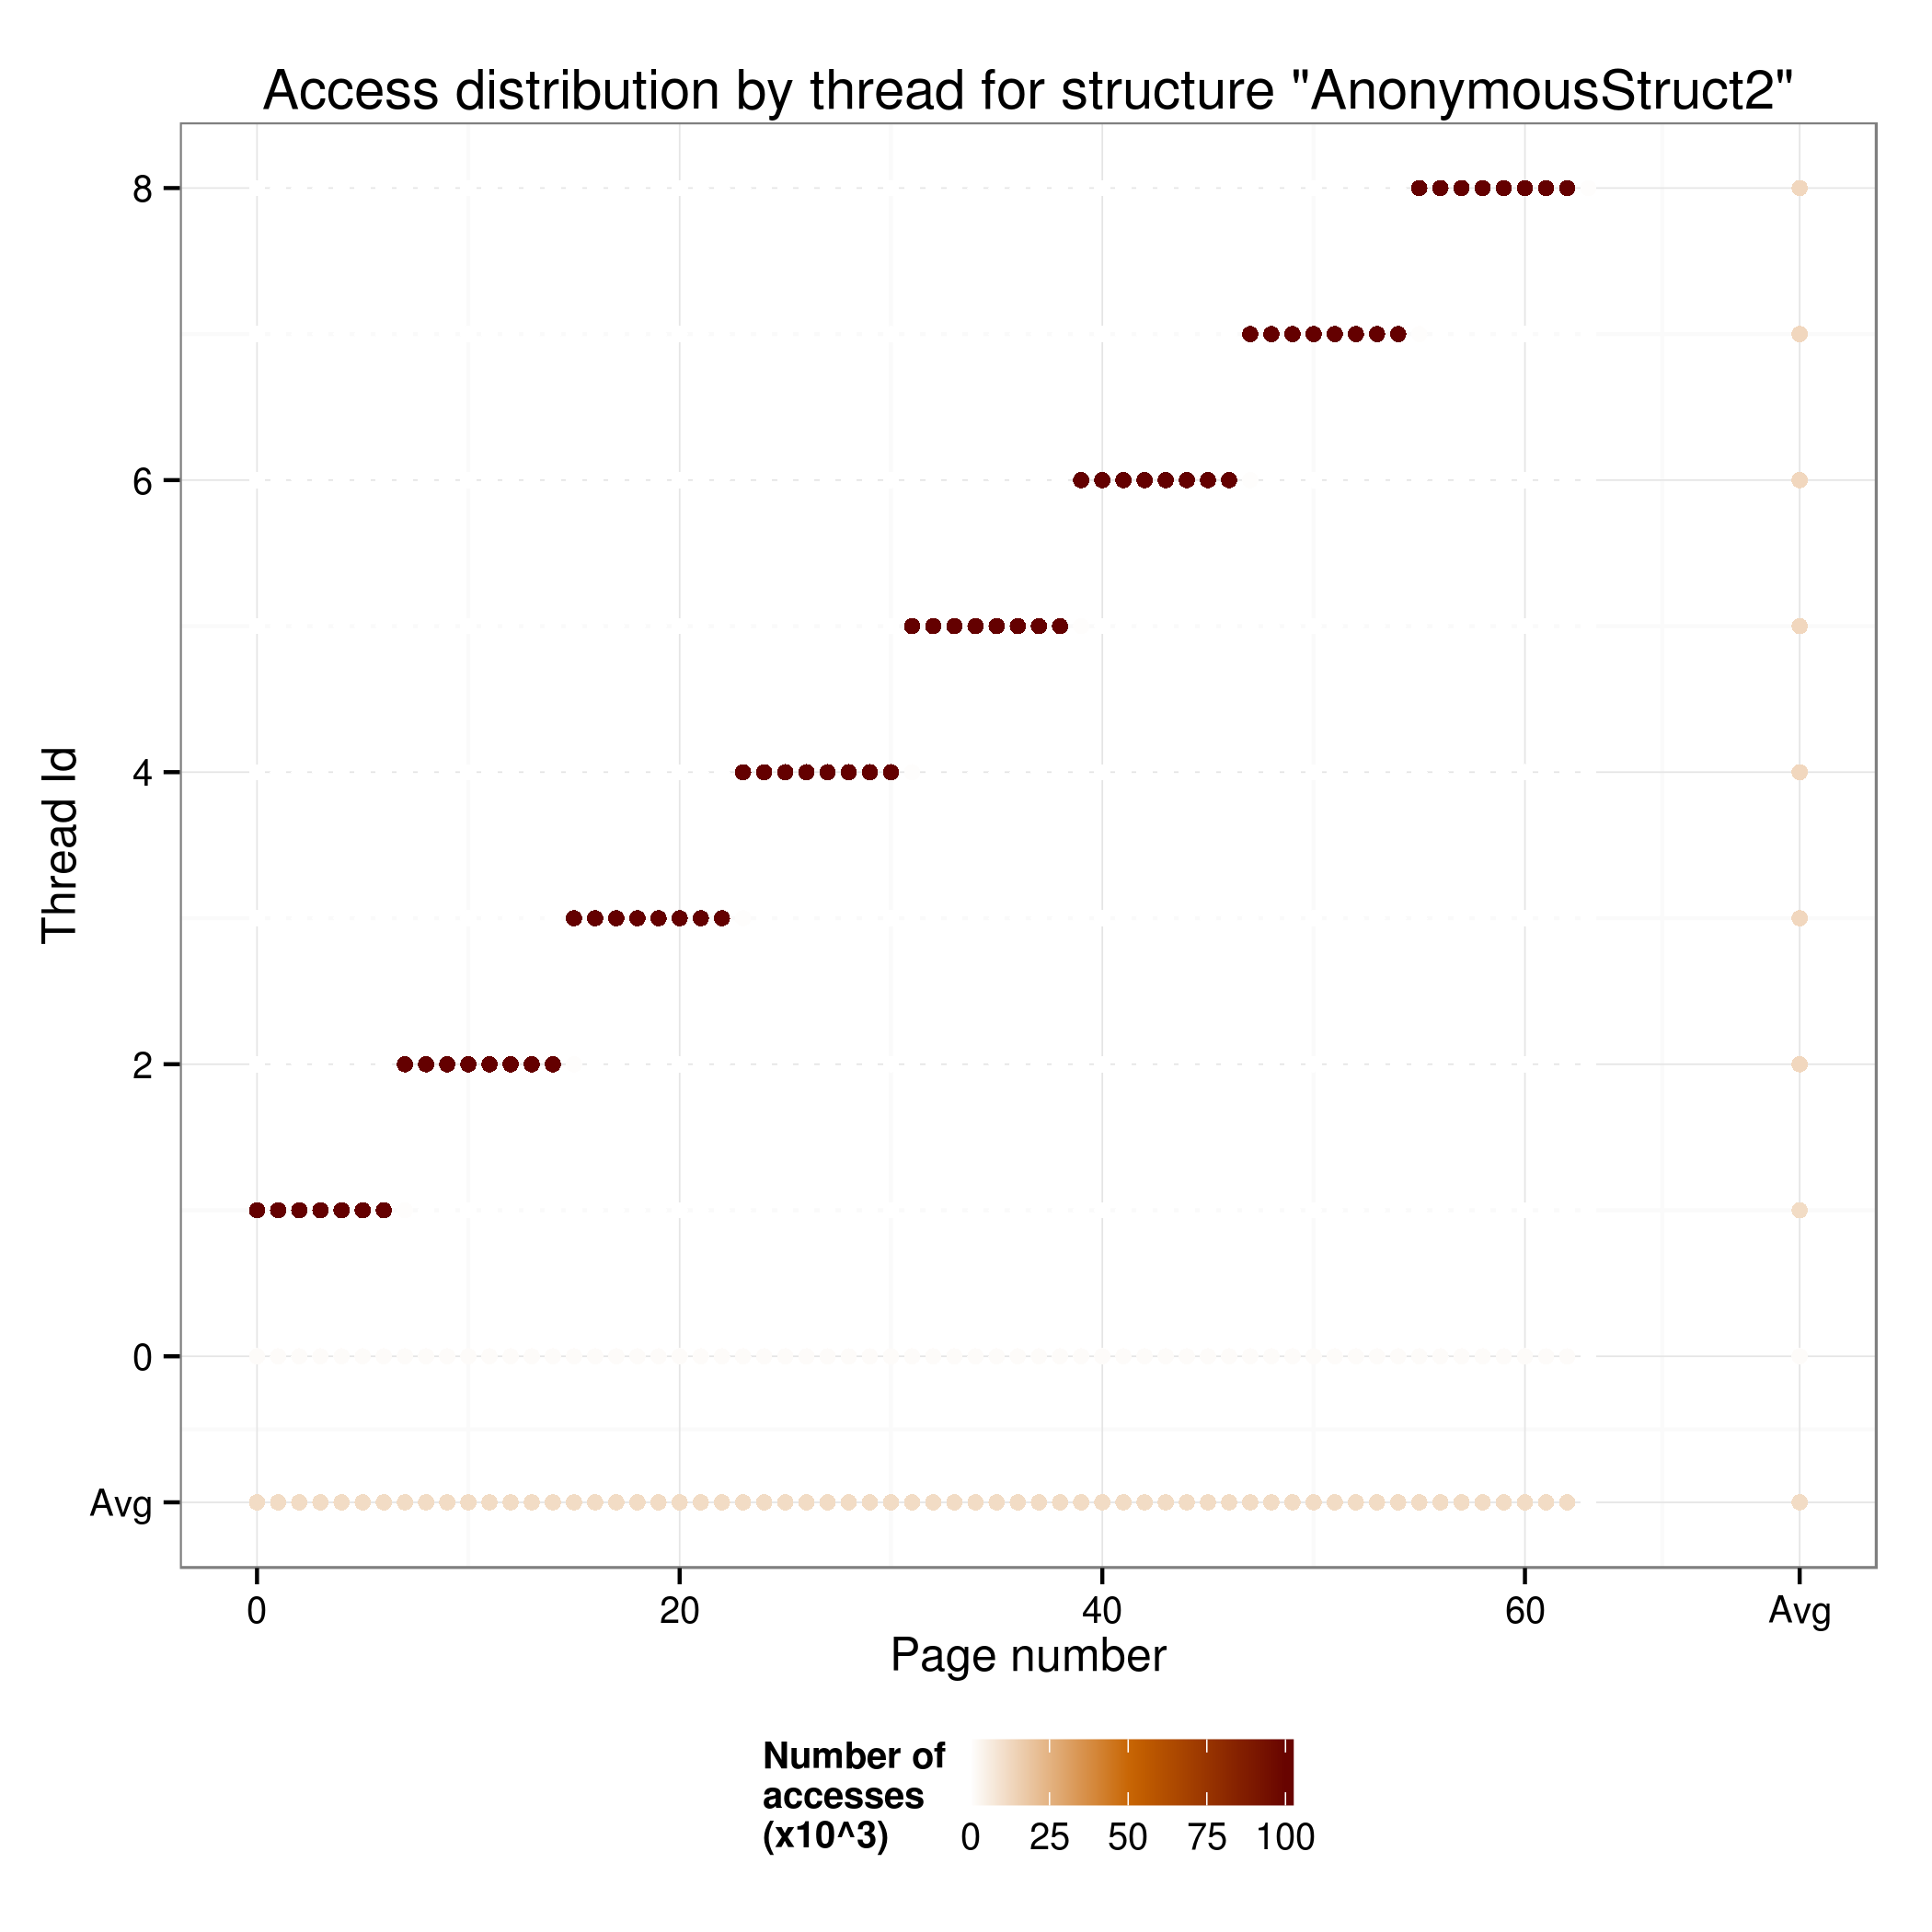 Access distribution by thread for structure "AnonymousStruct2"
8
6
4
2
0
Avg
Thread Id
0 20 40 60 Avg
Page number
Number of
accesses
(x10^3)
0 25 50 75 100